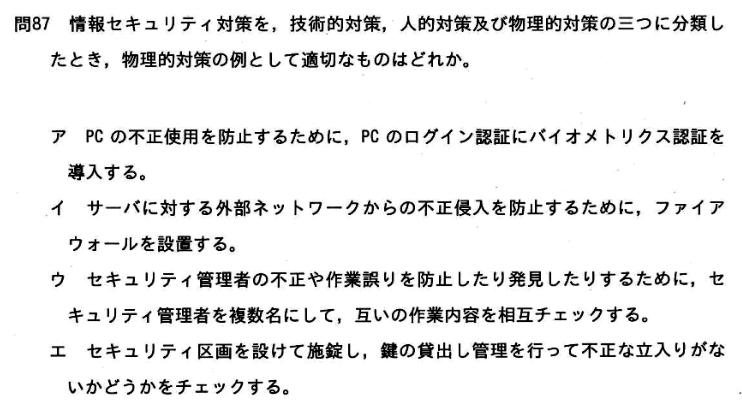 問87 情報セキュリティ対策を，技術的対策，人的対策及び物理的対策の三つに分類し
たとき，物理的対策の例として適切なものはどれか。
ア PCの不正使用を防止するために，PCのログイン認証にバイオメトリクス認証を
導入する。
イ サーバに対する外部ネットワークからの不正侵入を防止するために，ファイア
ウォールを設置する。
ウ セキュリティ管理者の不正や作業誤りを防止したり発見したりするために，セ
キュリティ管理者を複数名にして，互いの作業内容を相互チェックする。
エ セキュリティ区画を設けて施錠し，鍵の貸出し管理を行って不正な立入りがな
いかどうかをチェックする。